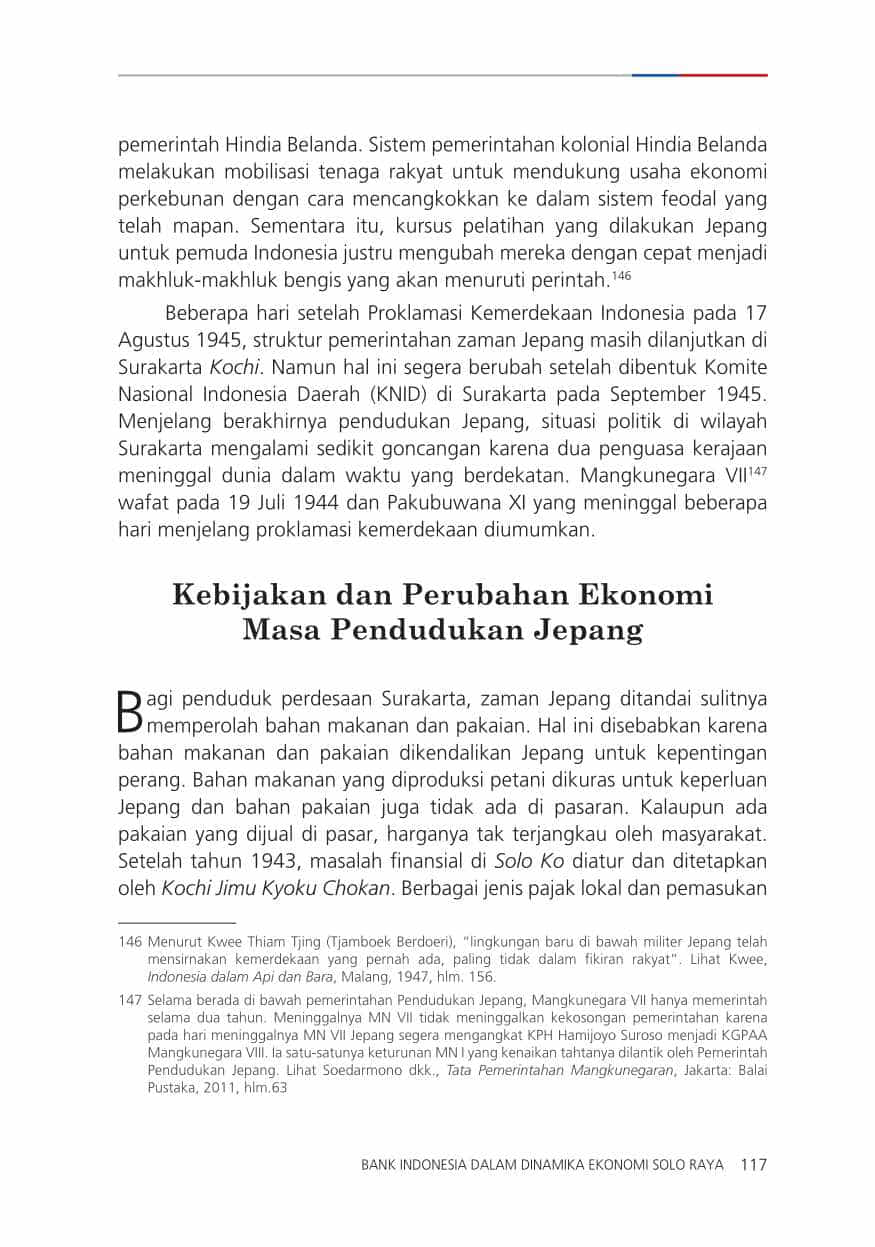 pemerintah Hindia Belanda. Sistem pemerintahan kolonial Hindia Belanda
melakukan mobilisasi tenaga rakyat untuk mendukung usaha ekonomi
perkebunan dengan cara mencangkokkan ke dalam sistem feodal yang
telah mapan. Sementara itu, kursus pelatihan yang dilakukan Jepang
untuk pemuda Indonesia justru mengubah mereka dengan cepat menjadi
makhluk-makhluk bengis yang akan menuruti perintah.146
Beberapa hari setelah Proklamasi Kemerdekaan Indonesia pada 17
Agustus 1945, struktur pemerintahan zaman Jepang masih dilanjutkan di
Surakarta Kochi. Namun hal ini segera berubah setelah dibentuk Komite
Nasional Indonesia Daerah (KNID) di Surakarta pada September 1945.
Menjelang berakhirnya pendudukan Jepang, situasi politik di wilayah
Surakarta mengalami sedikit goncangan karena dua penguasa kerajaan
meninggal dunia dalam waktu yang berdekatan. Mangkunegara VII147
wafat pada 19 Juli 1944 dan Pakubuwana XI yang meninggal beberapa
hari menjelang proklamasi kemerdekaan diumumkan.
Kebijakan dan Perubahan Ekonomi
Masa Pendudukan Jepang
Bagi penduduk perdesaan Surakarta, zaman Jepang ditandai sulitnya
memperolah bahan makanan dan pakaian. Hal ini disebabkan karena
bahan makanan dan pakaian dikendalikan Jepang untuk kepentingan
perang. Bahan makanan yang diproduksi petani dikuras untuk keperluan
Jepang dan bahan pakaian juga tidak ada di pasaran. Kalaupun ada
pakaian yang dijual di pasar, harganya tak terjangkau oleh masyarakat.
Setelah tahun 1943, masalah finansial di Solo Ko diatur dan ditetapkan
oleh Kochi Jimu Kyoku Chokan. Berbagai jenis pajak lokal dan pemasukan
146 Menurut Kwee Thiam Tjing (Tjamboek Berdoeri), “lingkungan baru di bawah militer Jepang telah
mensirnakan kemerdekaan yang pernah ada, paling tidak dalam fikiran rakyat”. Lihat Kwee,
Indonesia dalam Api dan Bara, Malang, 1947, hlm. 156.
147 Selama berada di bawah pemerintahan Pendudukan Jepang, Mangkunegara VII hanya memerintah
selama dua tahun. Meninggalnya MN VII tidak meninggalkan kekosongan pemerintahan karena
pada hari meninggalnya MN VII Jepang segera mengangkat KPH Hamijoyo Suroso menjadi KGPAA
Mangkunegara VIII. Ia satu-satunya keturunan MN I yang kenaikan tahtanya dilantik oleh Pemerintah
Pendudukan Jepang. Lihat Soedarmono dkk., Tata Pemerintahan Mangkunegaran, Jakarta: Balai
Pustaka, 2011, hlm.63
BANK INDONESIA DALAM DINAMIKA EKONOMI SOLO RAYA 117